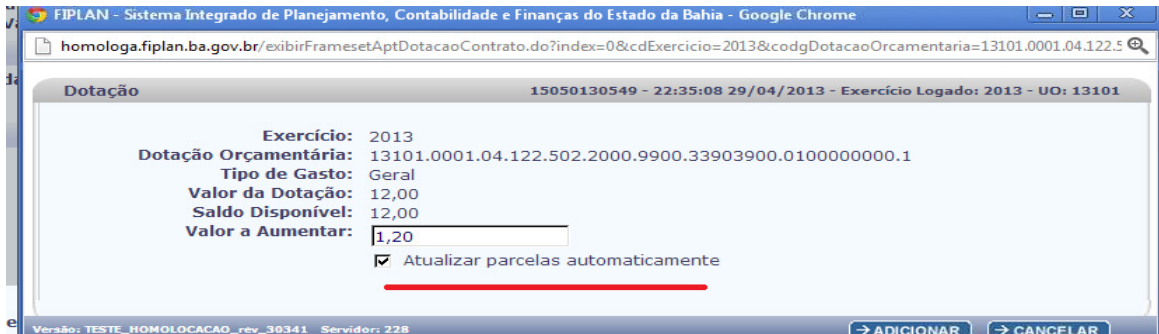 FIPLAN - Sistema Integrado de Planejamento, Contabilidade e Finanças do Estado da Bahia - Google Chrome
homologa.fiplan.ba.gov.br/exibirFramesetAptDotacaoContrato.do?index=0&cdExercicio=2013&codgDotacaoOrcamentaria=13101.0001.04.122.5
Dotação 15050130549 - 22:35:08 29/04/2013 - Exercício Logado: 2013 - UO: 13101
Exercício: 2013
Dotação Orçamentária: 13101.0001.04.122.502.2000.9900.33903900.0100000000.1
Tipo de Gasto: Geral
Valor da Dotação: 12,00
Saldo Disponível: 12,00
Valor a Aumentar: 1,20
Atualizar parcelas automaticamente
Versão: TESTE_HOMOLOCACAO_rev_30341 Servidor: 228 ADICIONAR CANCELAR